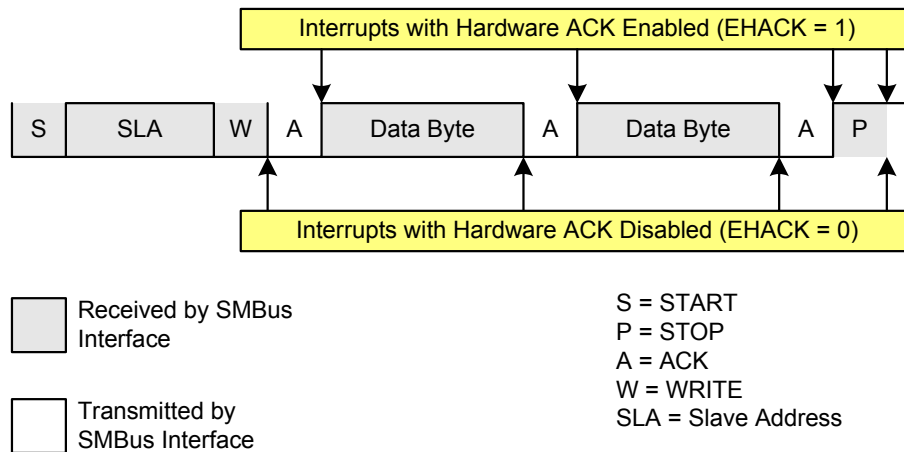 Interrupts with Hardware ACK Enabled (EHACK = 1)
S SLA W A Data Byte A Data Byte A P
Interrupts with Hardware ACK Disabled (EHACK = 0)
Received by SMBus
Interface
Transmitted by
SMBus Interface
S = START
P = STOP
A = ACK
W = WRITE
SLA = Slave Address